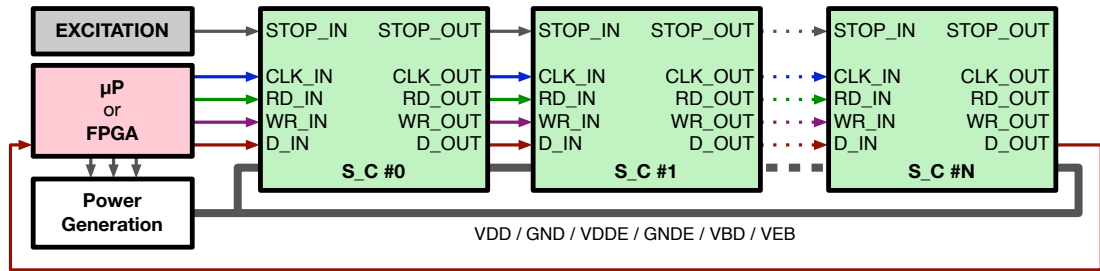 EXCITATION
µP
or
FPGA
Power
Generation
STOP_IN STOP_OUT
CLK_IN CLK_OUT
RD_IN RD_OUT
WR_IN WR_OUT
D_IN D_OUT
S_C #0
STOP_IN STOP_OUT
CLK_IN CLK_OUT
RD_IN RD_OUT
WR_IN WR_OUT
D_IN D_OUT
S_C #1
STOP_IN STOP_OUT
CLK_IN CLK_OUT
RD_IN RD_OUT
WR_IN WR_OUT
D_IN D_OUT
S_C #N
VDD / GND / VDDE / GNDE / VBD / VEB